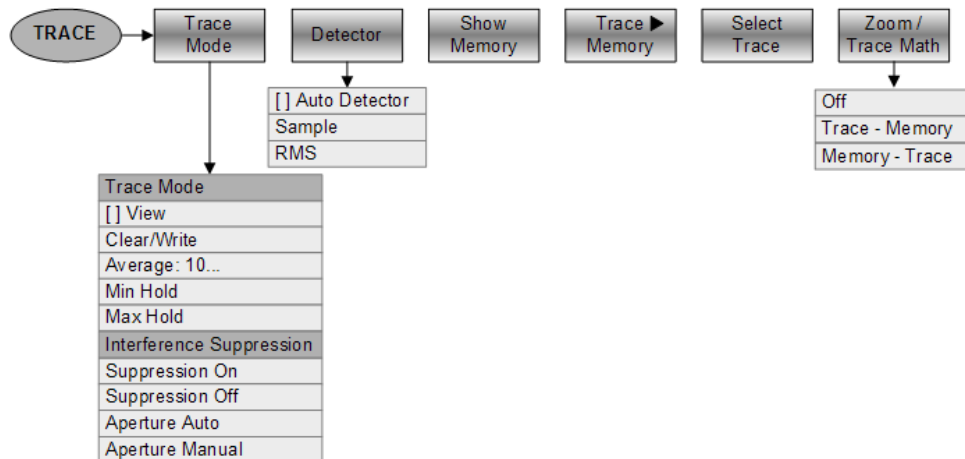 TRACE
Trace
Mode
Detector
Show
Memory
Trace ▶
Memory
Select
Trace
Zoom /
Trace Math
[ ] Auto Detector
Sample
RMS
Off
Trace - Memory
Memory - Trace
Trace Mode
[ ] View
Clear/Write
Average: 10...
Min Hold
Max Hold
Interference Suppression
Suppression On
Suppression Off
Aperture Auto
Aperture Manual